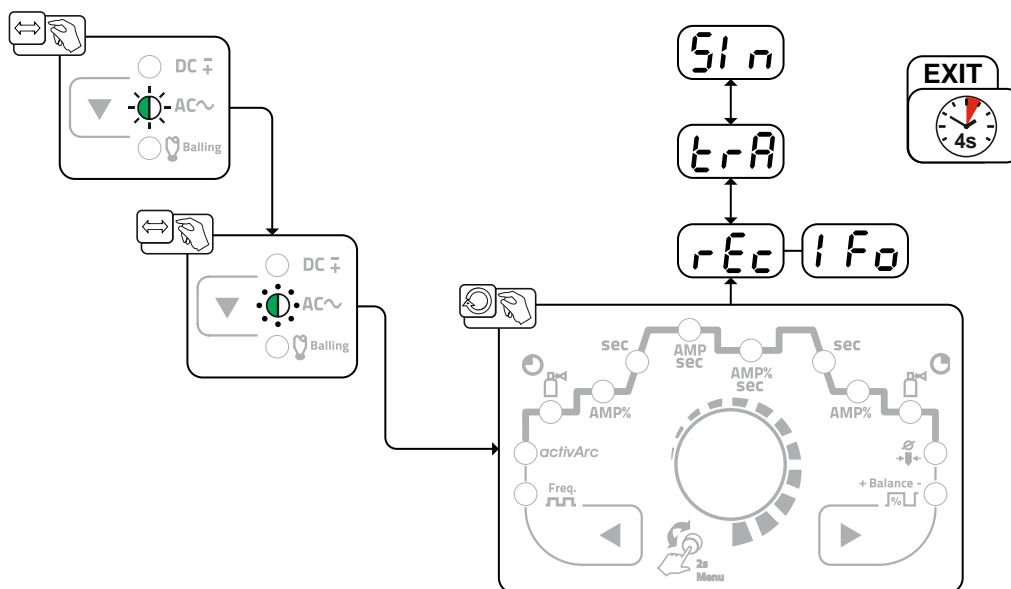 DC
AC
Balling
DC
AC
Balling
SIn
trA
rEc
IFo
EXIT
4s
sec
AMP
sec
AMP%
sec
sec
AMP%
AMP%
activArc
Freq.
+ Balance -
%
2s
Menu